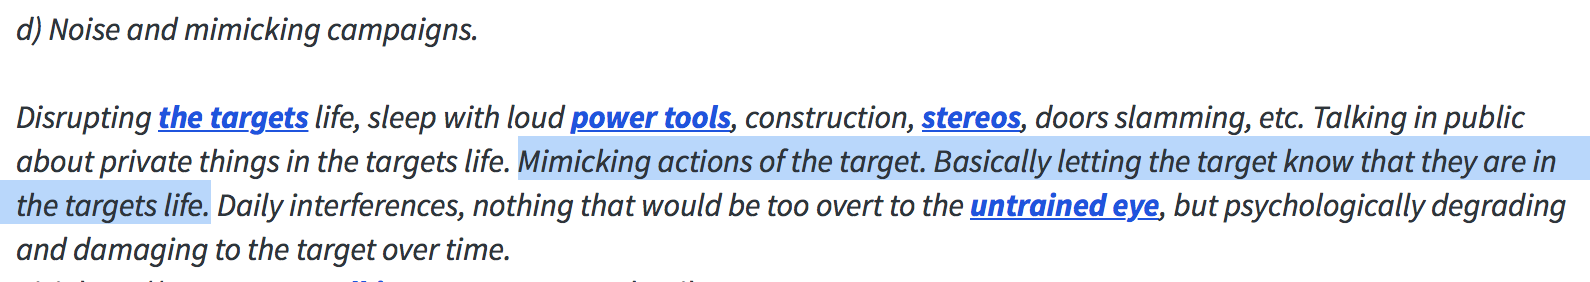 d) Noise and mimicking campaigns.
Disrupting the targets life, sleep with loud power tools, construction, stereos, doors slamming, etc. Talking in public
about private things in the targets life. Mimicking actions of the target. Basically letting the target know that they are in
the targets life. Daily interferences, nothing that would be too overt to the untrained eye, but psychologically degrading
and damaging to the target over time.